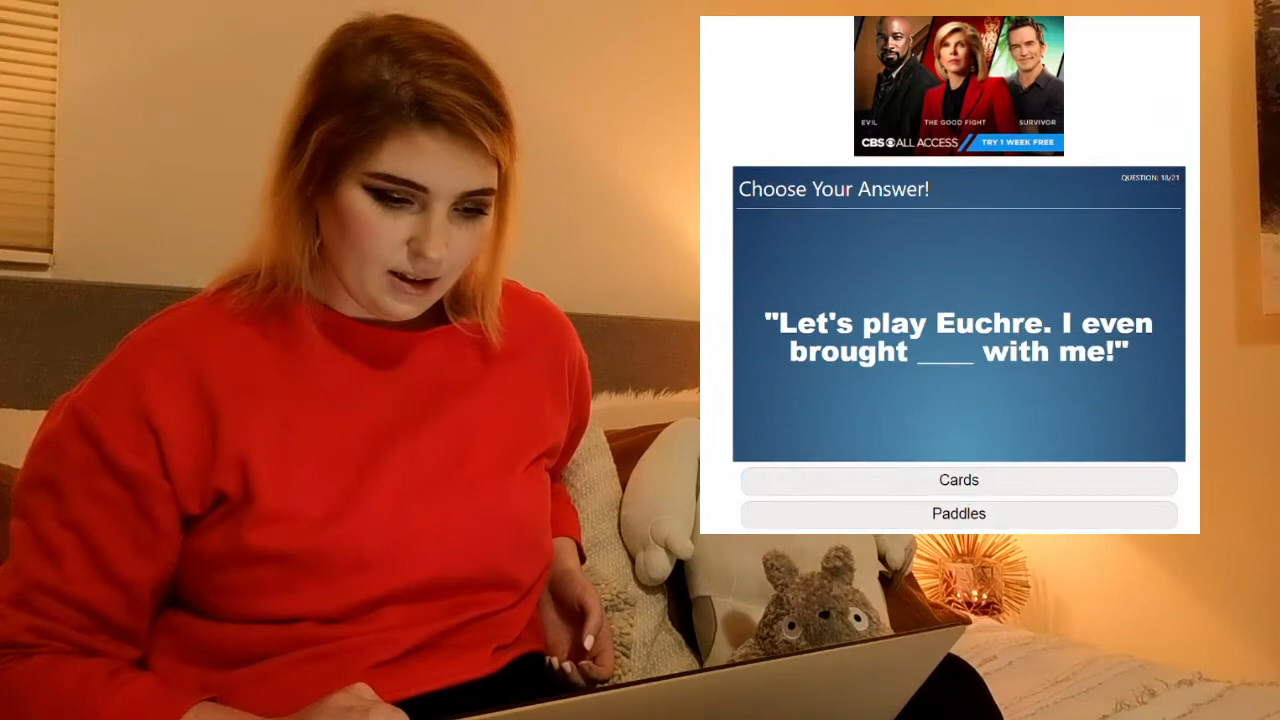 EVIL THE GOOD FIGHT SURVIVOR
CBS ALL ACCESS TRY 1 WEEK FREE
Choose Your Answer!
QUESTION: 18/21
"Let's play Euchre. I even
brought ____ with me!"
Cards
Paddles